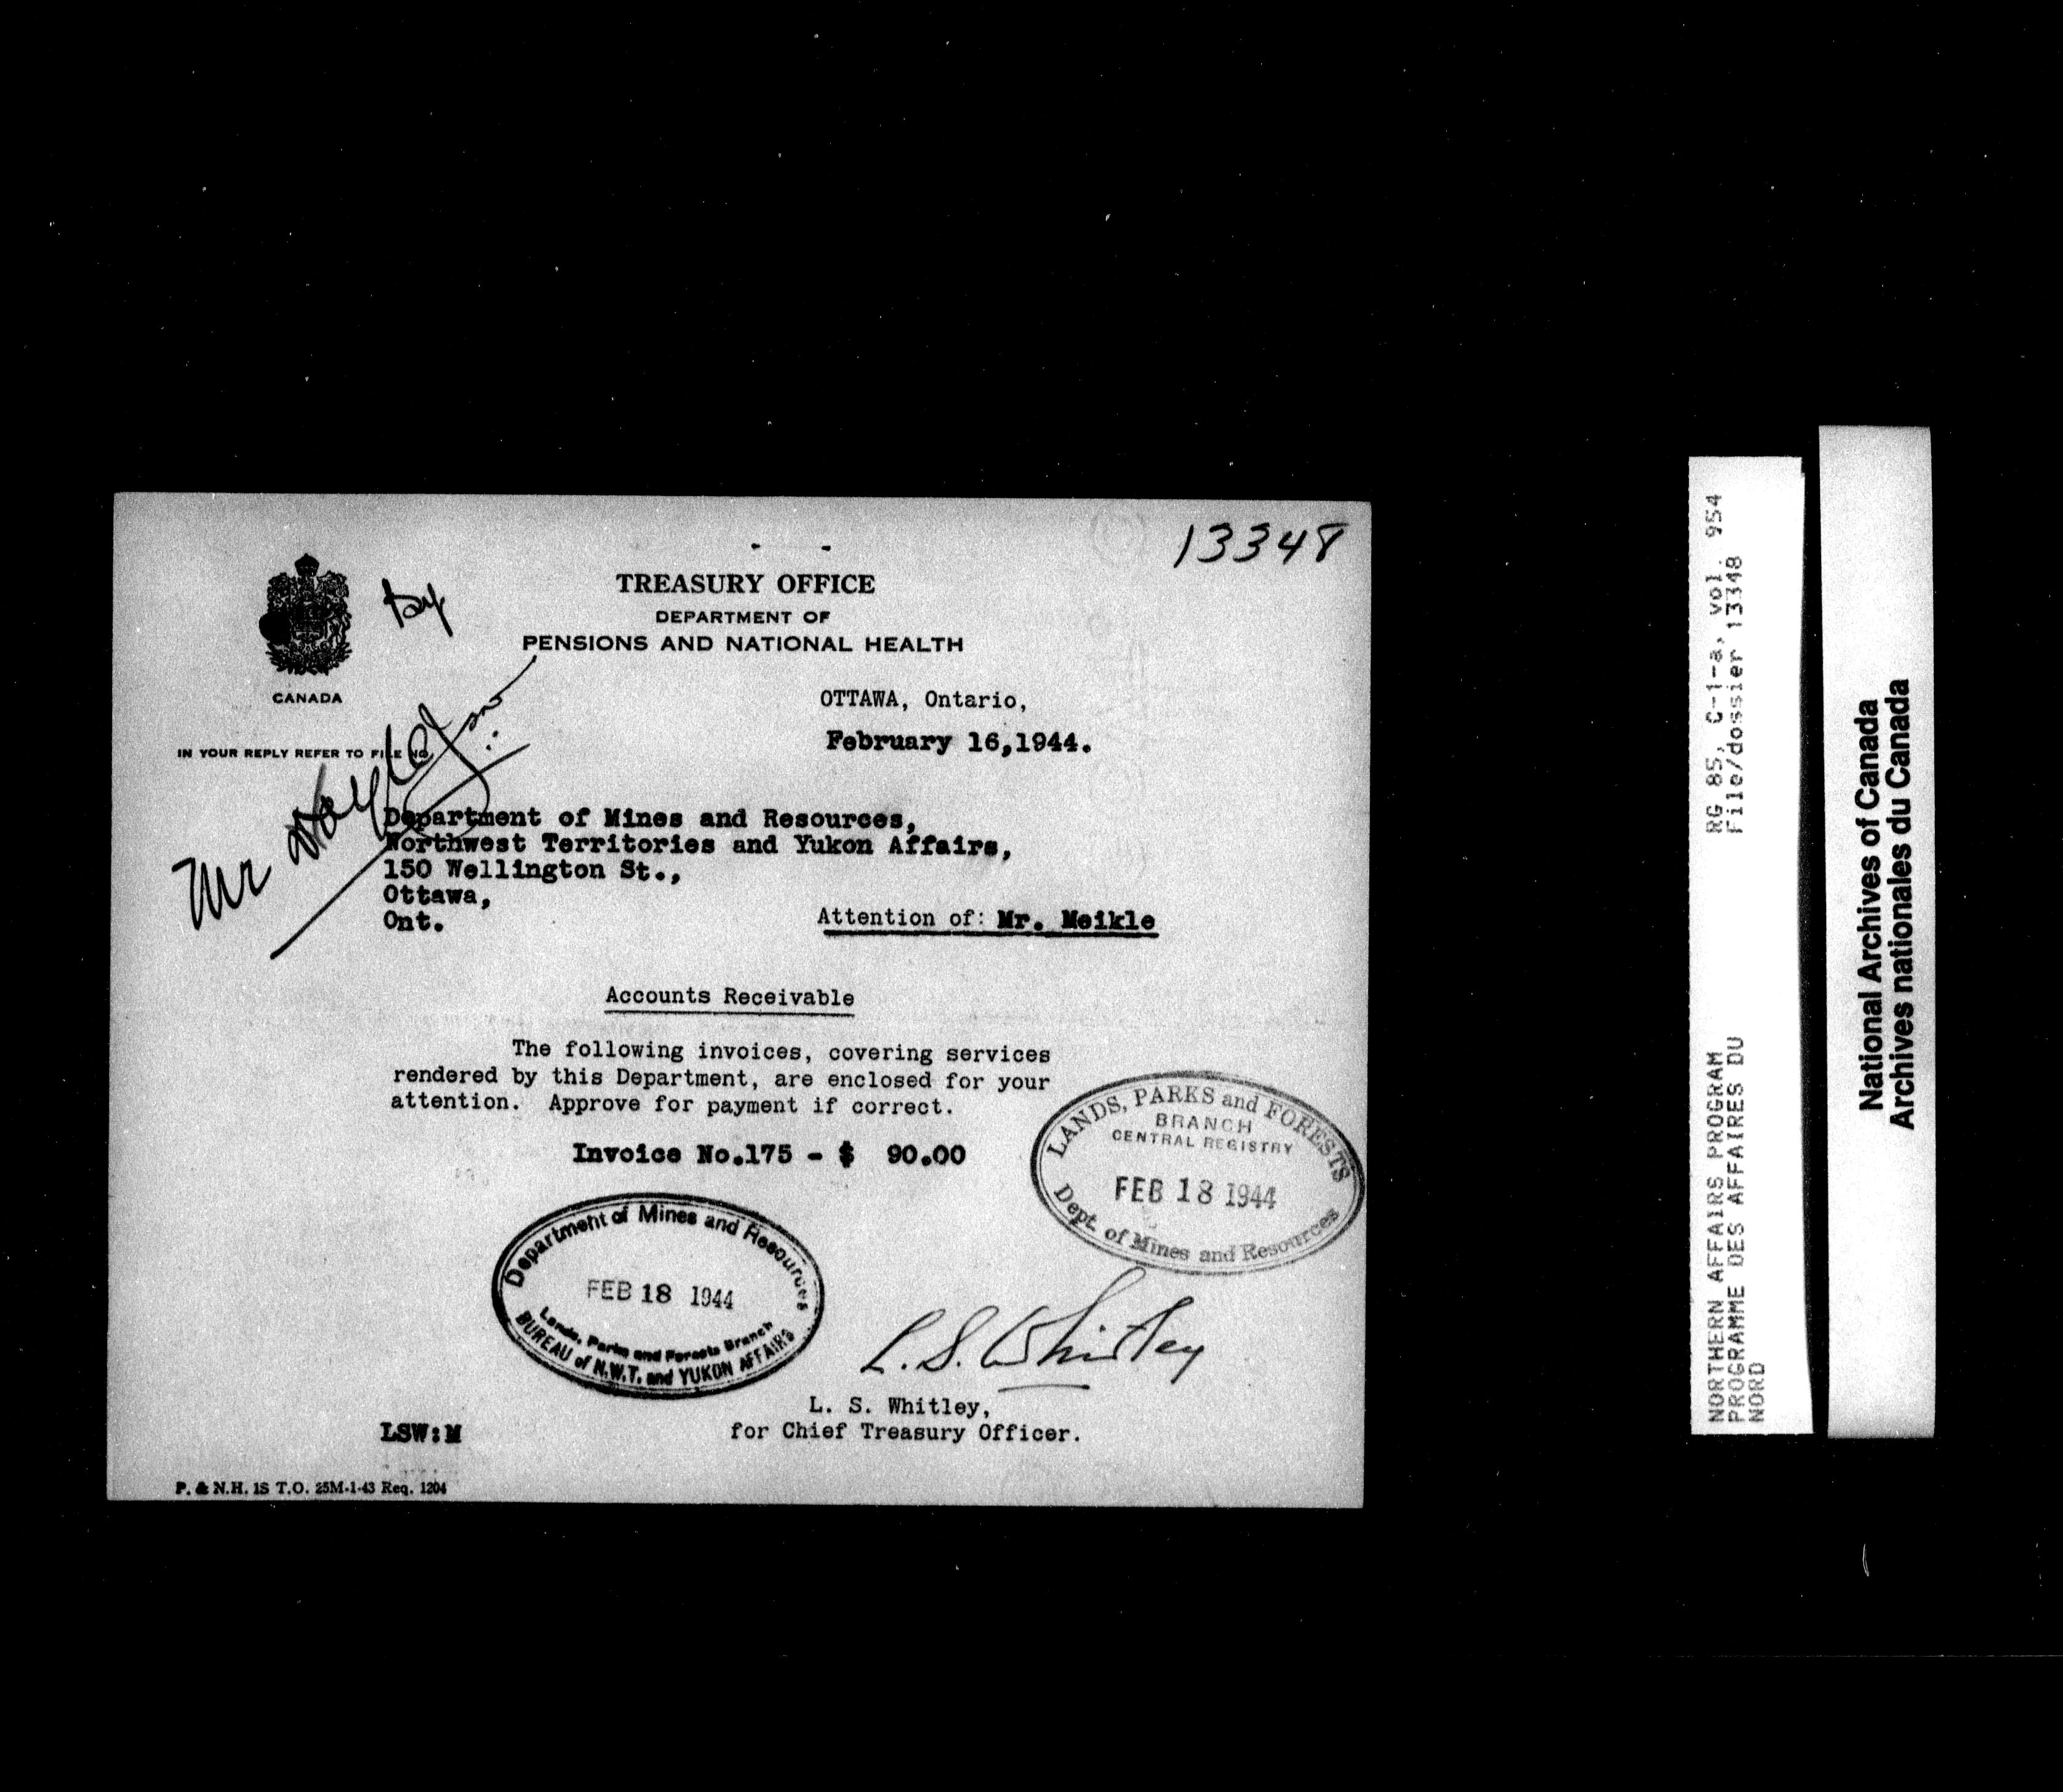 13348
TREASURY OFFICE
DEPARTMENT OF
PENSIONS AND NATIONAL HEALTH
CANADA
OTTAWA, Ontario,
February 16,1944.
IN YOUR REPLY REFER TO FILE NO.
Mr
Department of Mines and Resources,
Northwest Territories and Yukon Affairs,
150 Wellington St.,
Ottawa,
Ont.
Attention of: Mr. Meikle
Accounts Receivable
The following invoices, covering services
rendered by this Department, are enclosed for your
attention. Approve for payment if correct.
Invoice No.175 - $ 90.00
LANDS, PARKS and FORESTS
BRANCH
CENTRAL REGISTRY
FEB 18 1944
Dept. of Mines and Resources
Department of Mines and Resources
FEB 18 1944
Lands, Parks and Forests Branch
BUREAU of N.W.T. and YUKON AFFAIRS
L. S. Whitley
L. S. Whitley,
for Chief Treasury Officer.
LSW:M
P. & N.H. 1S T.O. 25M-1-43 Req. 1204
RG 85, C-1-a, vol. 954
File/dossier 13348
NORTHERN AFFAIRS PROGRAM
PROGRAMME DES AFFAIRES DU
NORD
National Archives of Canada
Archives nationales du Canada